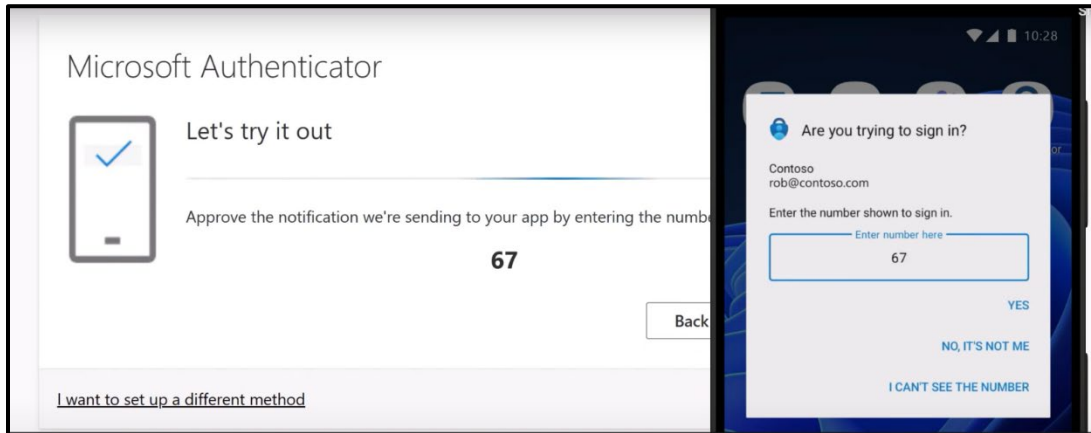 Microsoft Authenticator
Let's try it out
Approve the notification we're sending to your app by entering the
67
Back
I want to set up a different method
10:28
Are you trying to sign in?
Contoso
rob@contoso.com
Enter the number shown to sign in.
Enter number here
67
YES
NO, IT'S NOT ME
I CAN'T SEE THE NUMBER